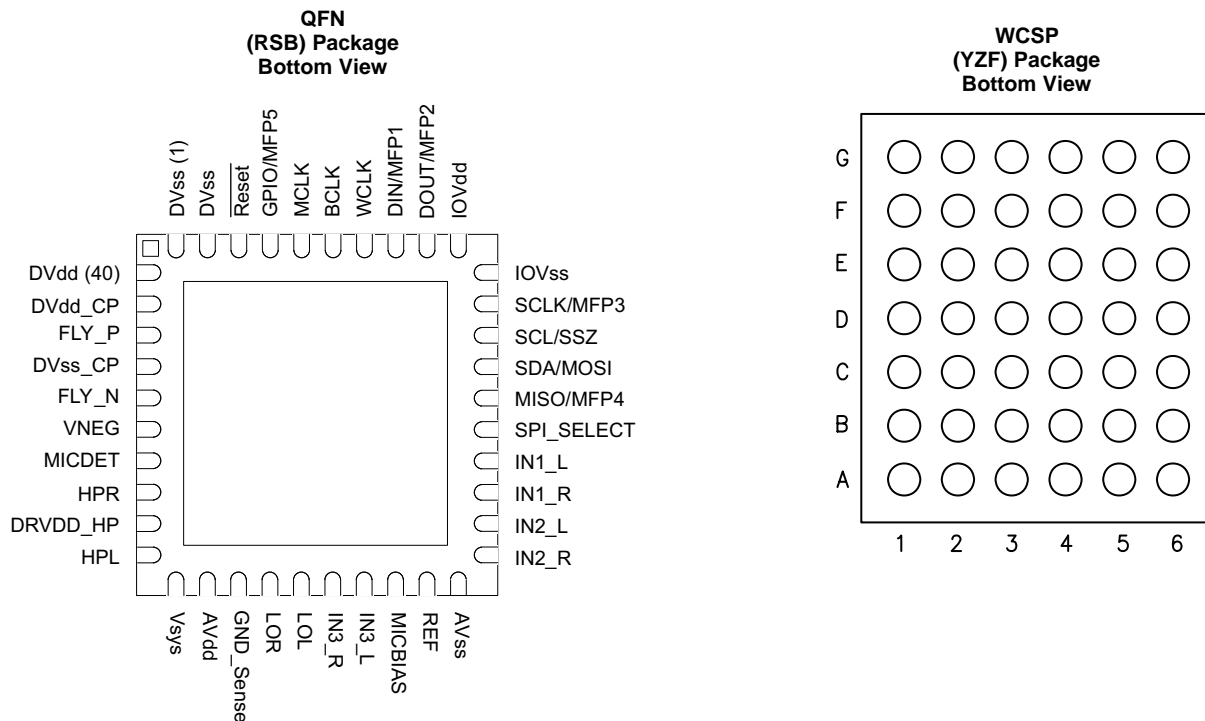 QFN
(RSB) Package
Bottom View
DVss (1)
DVss
Reset
GPIO/MFP5
MCLK
BCLK
WCLK
DIN/MFP1
DOUT/MFP2
IOVdd
DVdd (40)
DVdd_CP
FLY_P
DVss_CP
FLY_N
VNEG
MICDET
HPR
DRVDD_HP
HPL
IOVss
SCLK/MFP3
SCL/SSZ
SDA/MOSI
MISO/MFP4
SPI_SELECT
IN1_L
IN1_R
IN2_L
IN2_R
Vsys
AVdd
GND_Sense
LOR
LOL
IN3_R
IN3_L
MICBIAS
REF
AVss
WCSP
(YZF) Package
Bottom View
G
F
E
D
C
B
A
1 2 3 4 5 6